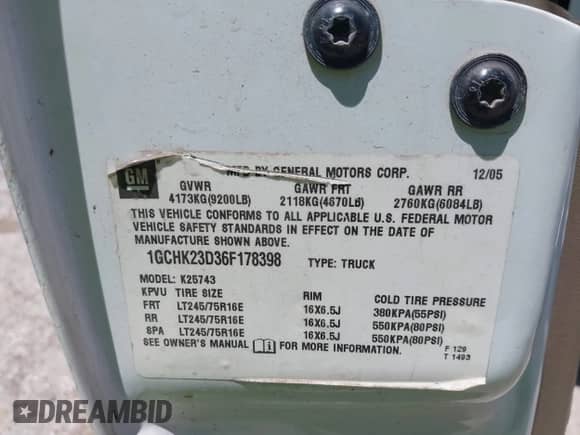 GM
MFD BY GENERAL MOTORS CORP. 12/05
GVWR GAWR FRT GAWR RR
4173KG(9200LB) 2118KG(4670LB) 2760KG(6084LB)
THIS VEHICLE CONFORMS TO ALL APPLICABLE U.S. FEDERAL MOTOR
VEHICLE SAFETY STANDARDS IN EFFECT ON THE DATE OF
MANUFACTURE SHOWN ABOVE.
1GCHK23D36F178398 TYPE: TRUCK
MODEL: K25743
KPVU TIRE SIZE RIM COLD TIRE PRESSURE
FRT LT245/75R16E 16X6.5J 380KPA(55PSI)
RR LT245/75R16E 16X6.5J 550KPA(80PSI)
SPA LT245/75R16E 16X6.5J 550KPA(80PSI)
SEE OWNER'S MANUAL FOR MORE INFORMATION.
F 129
T 1493
DREAMBID